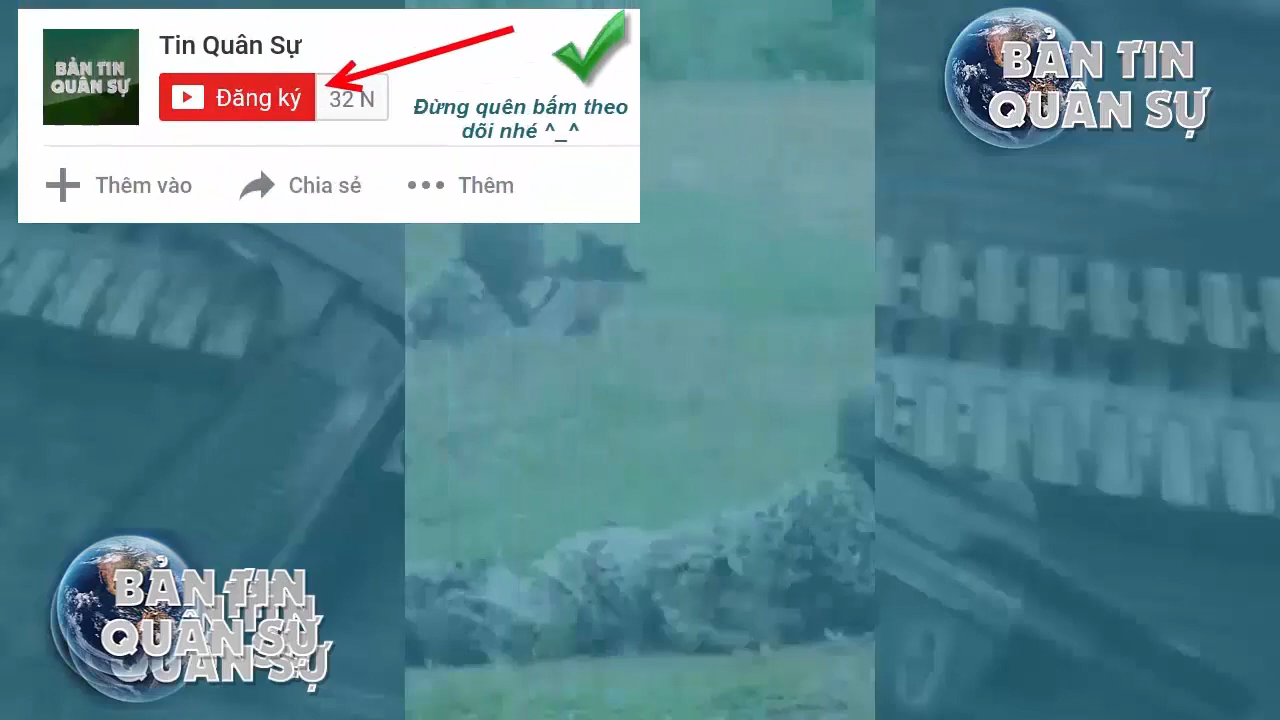 Tin Quân Sự
BẢN TIN
QUÂN SỰ
Đăng ký
32 N
Đừng quên bấm theo
dõi nhé ^_^
Thêm vào
Chia sẻ
Thêm
BẢN TIN
QUÂN SỰ
BẢN TIN
QUÂN SỰ